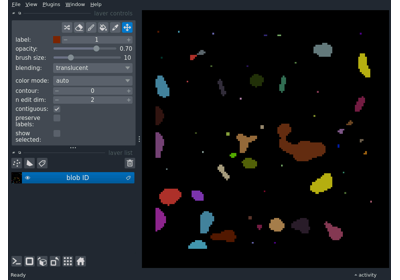 File View Plugins Window Help
layer controls
label: 1
opacity: 0.70
brush size: 10
blending: translucent
color mode: auto
contour: 0
n edit dim: 2
contiguous:
preserve
labels:
show
selected:
layer list
blob ID
Ready
activity